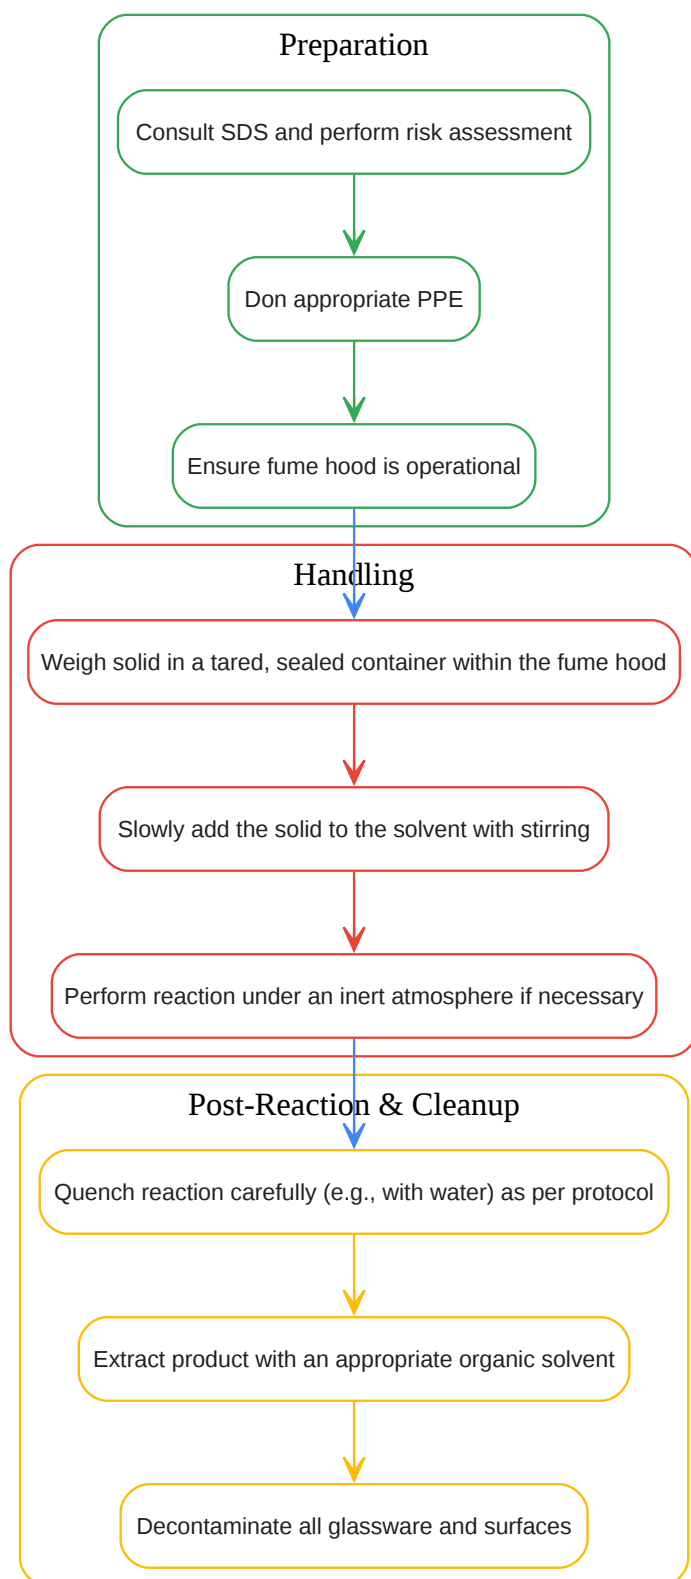 Preparation
Consult SDS and perform risk assessment
Don appropriate PPE
Ensure fume hood is operational
Handling
Weigh solid in a tared, sealed container within the fume hood
Slowly add the solid to the solvent with stirring
Perform reaction under an inert atmosphere if necessary
Post-Reaction & Cleanup
Quench reaction carefully (e.g., with water) as per protocol
Extract product with an appropriate organic solvent
Decontaminate all glassware and surfaces